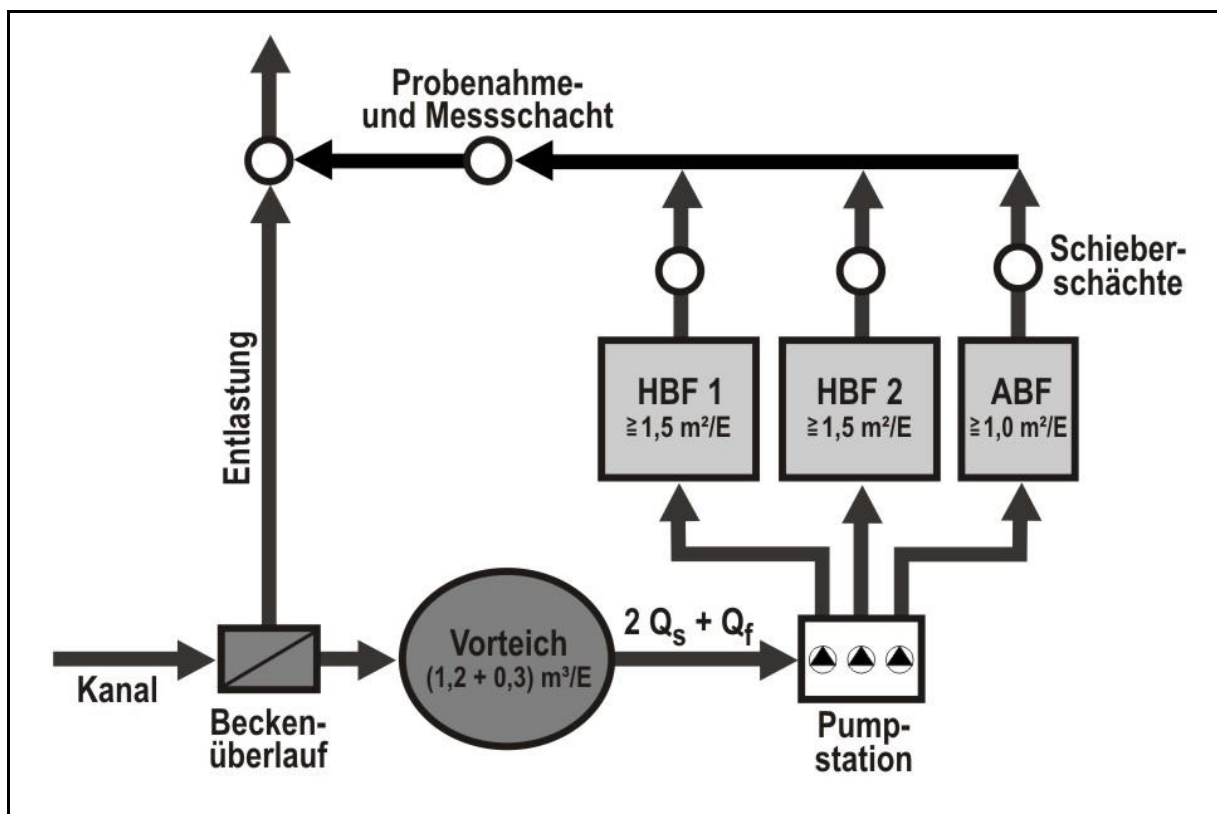 Probenahme-
und Messschacht
Schieber-
schächte
Entlastung
HBF 1
≧ 1,5 m²/E
HBF 2
≧ 1,5 m²/E
ABF
≧ 1,0 m²/E
Kanal
Becken-
überlauf
Vorteich
(1,2 + 0,3) m³/E
2 Qs + Qf
Pump-
station